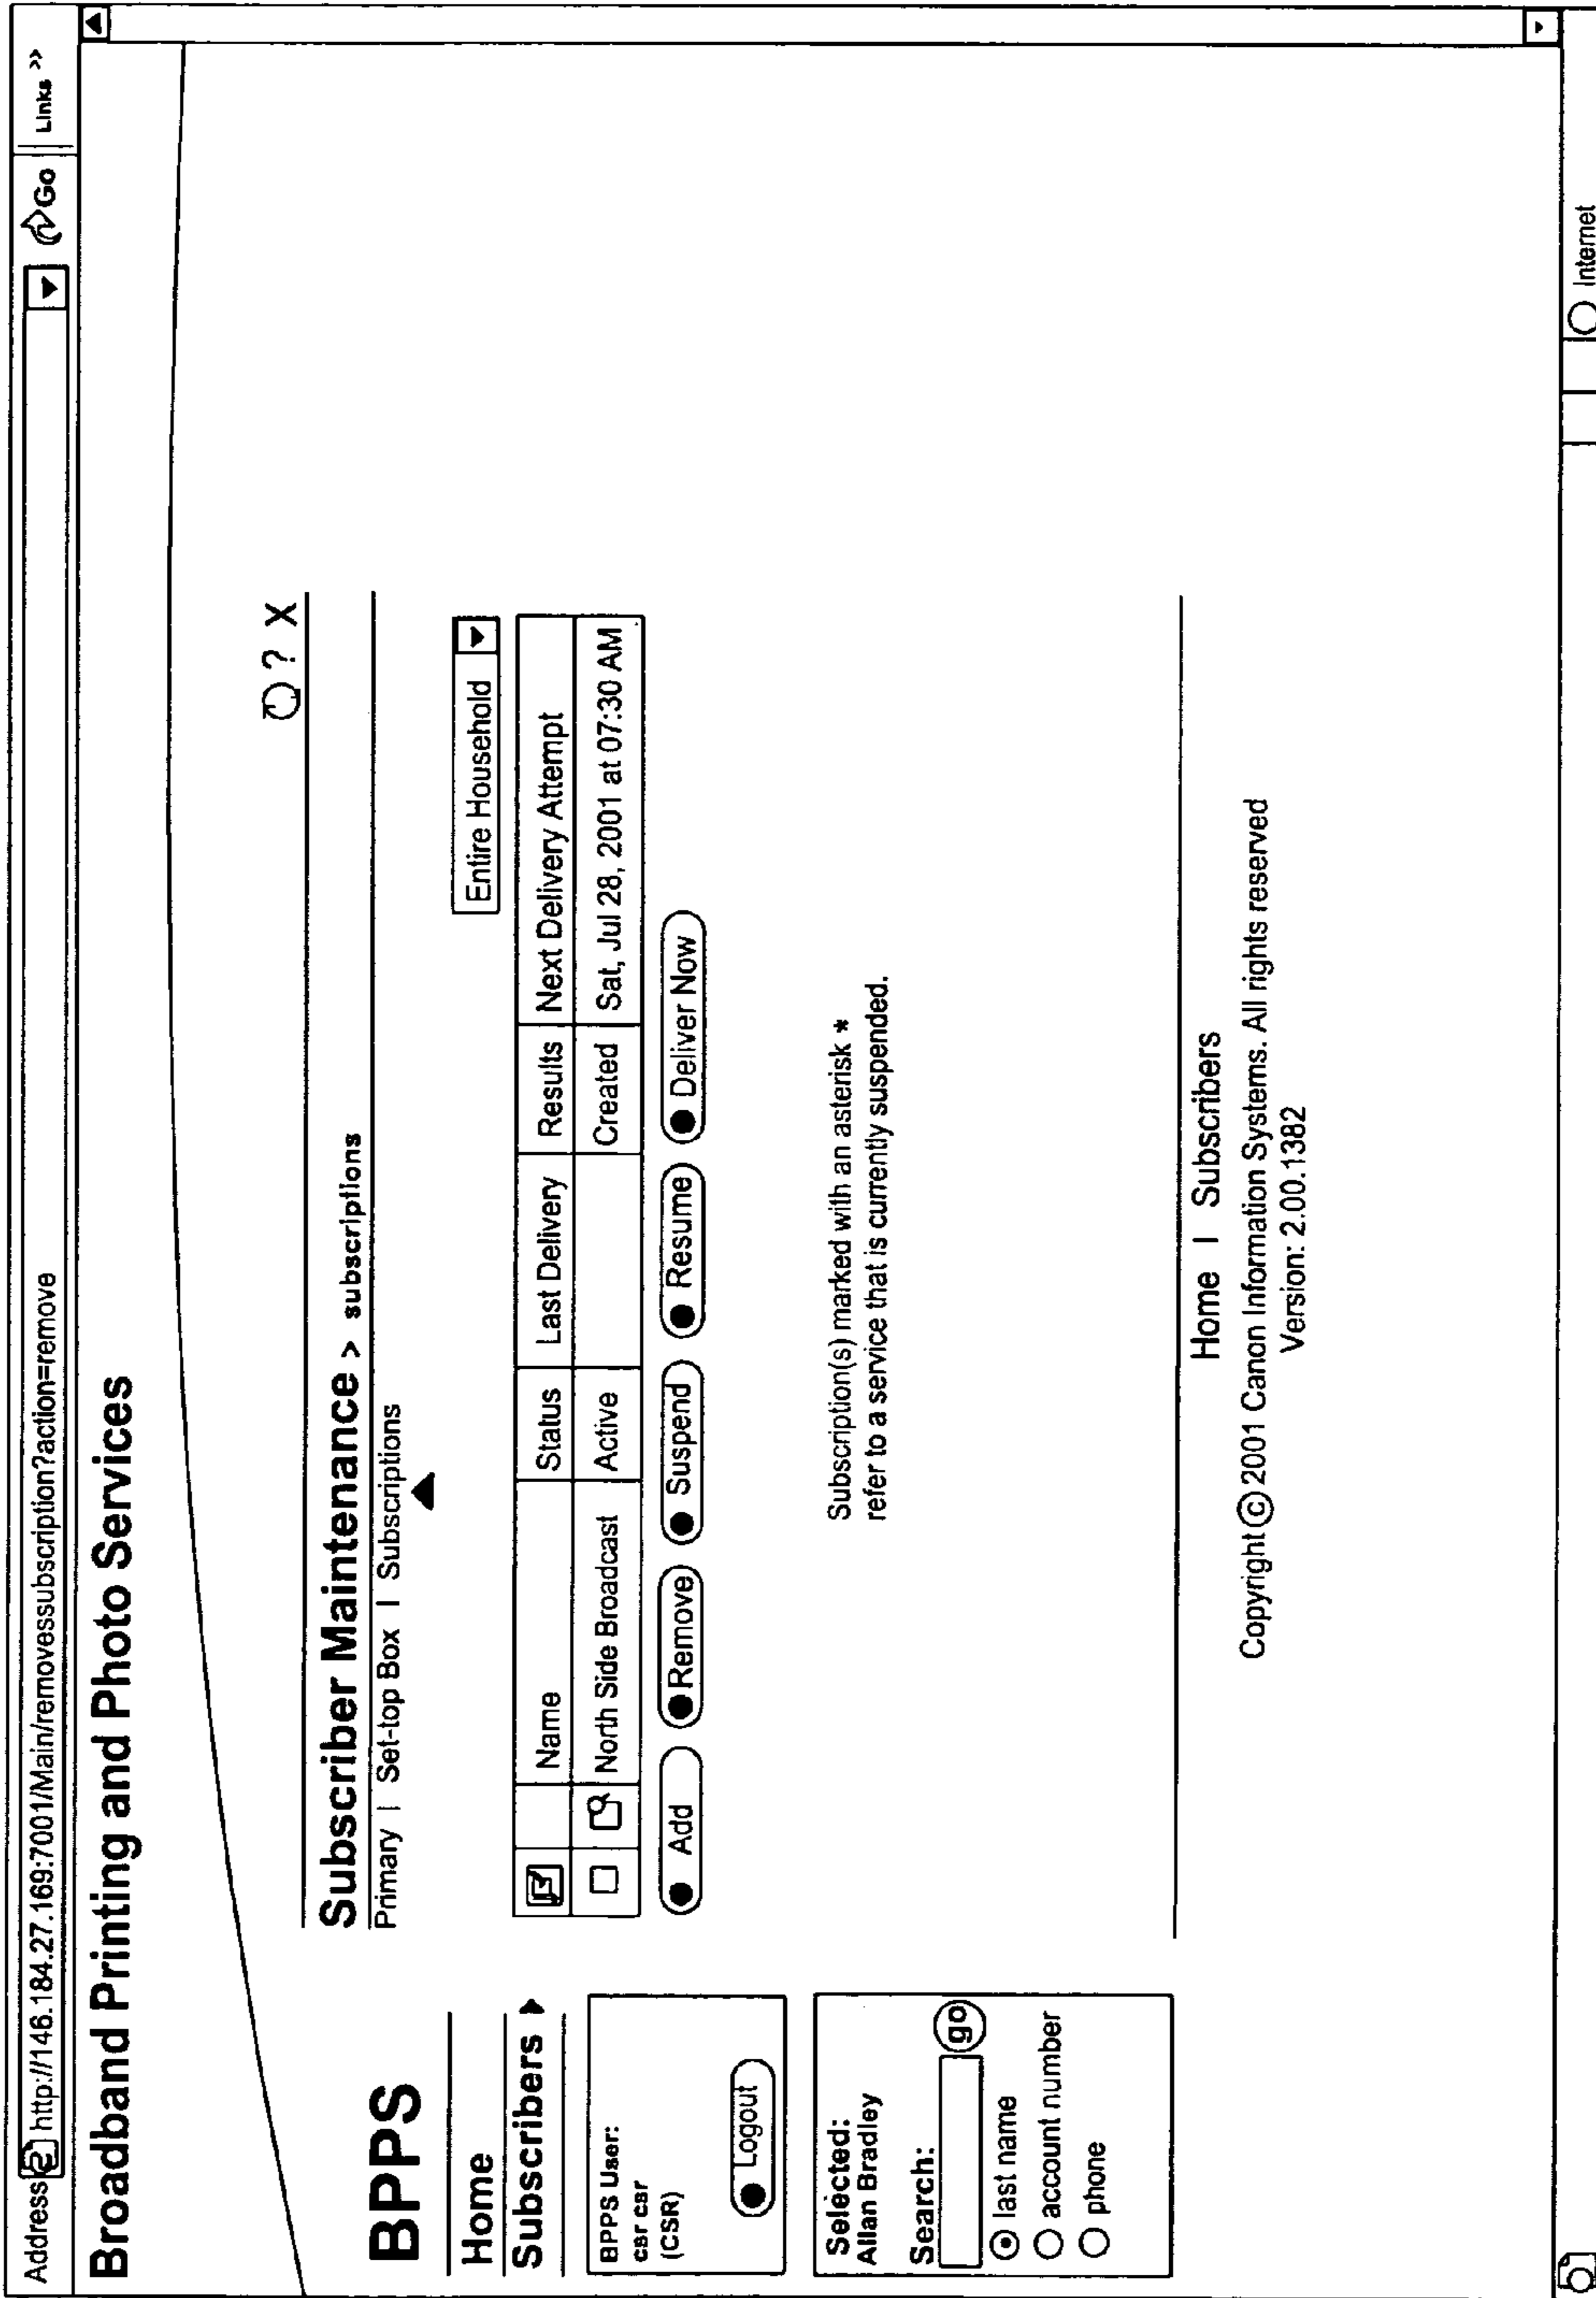 Address http://146.184.27.169:7001/Main/removessubscription?action=remove Go Links >>
Broadband Printing and Photo Services
BPPS
Home
Subscribers
BPPS User:
csr csr
(CSR)
Logout
Selected:
Allan Bradley
Search:
go
last name
account number
phone
? X
Subscriber Maintenance > subscriptions
Primary | Set-top Box | Subscriptions
Entire Household
Name Status Last Delivery Results Next Delivery Attempt
North Side Broadcast Active Created Sat, Jul 28, 2001 at 07:30 AM
Add Remove Suspend Resume Deliver Now
Subscription(s) marked with an asterisk *
refer to a service that is currently suspended.
Home | Subscribers
Copyright © 2001 Canon Information Systems. All rights reserved
Version: 2.00.1382
Internet